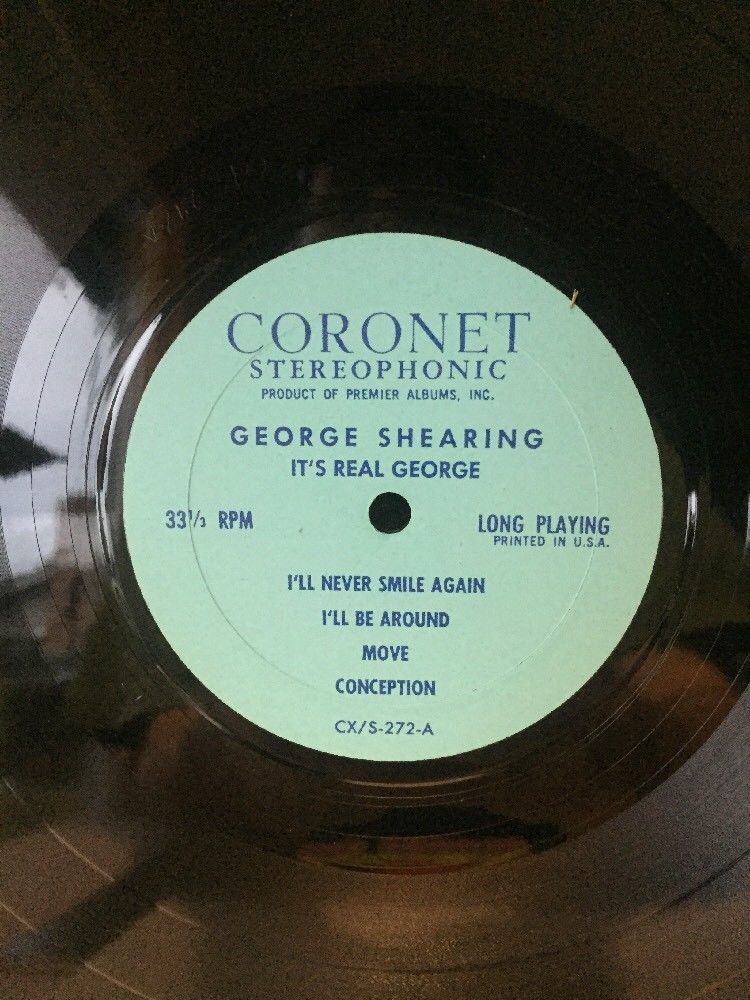 CORONET
STEREOPHONIC
PRODUCT OF PREMIER ALBUMS, INC.
GEORGE SHEARING
IT'S REAL GEORGE
33⅓ RPM
LONG PLAYING
PRINTED IN U.S.A.
I'LL NEVER SMILE AGAIN
I'LL BE AROUND
MOVE
CONCEPTION
CX/S-272-A